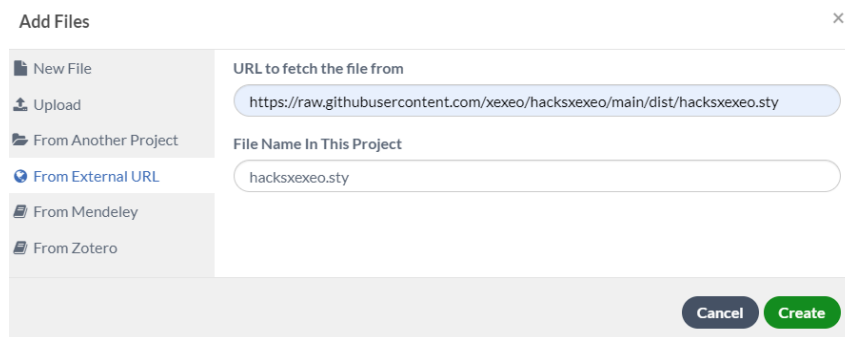 Add Files
×
New File
Upload
From Another Project
From External URL
From Mendeley
From Zotero
URL to fetch the file from
https://raw.githubusercontent.com/xexeo/hacksxexeo/main/dist/hacksxexeo.sty
File Name In This Project
hacksxexeo.sty
Cancel
Create